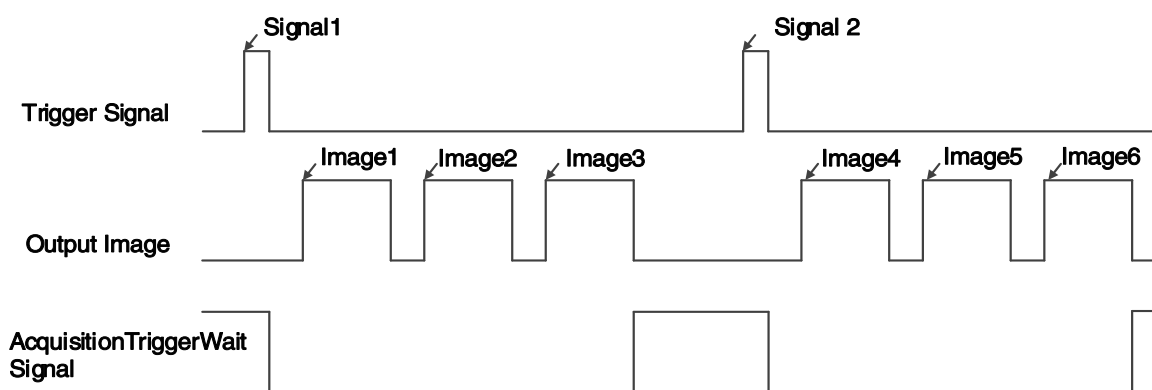 Signal1
Signal 2
Trigger Signal
Image1
Image2
Image3
Image4
Image5
Image6
Output Image
AcquisitionTriggerWait
Signal